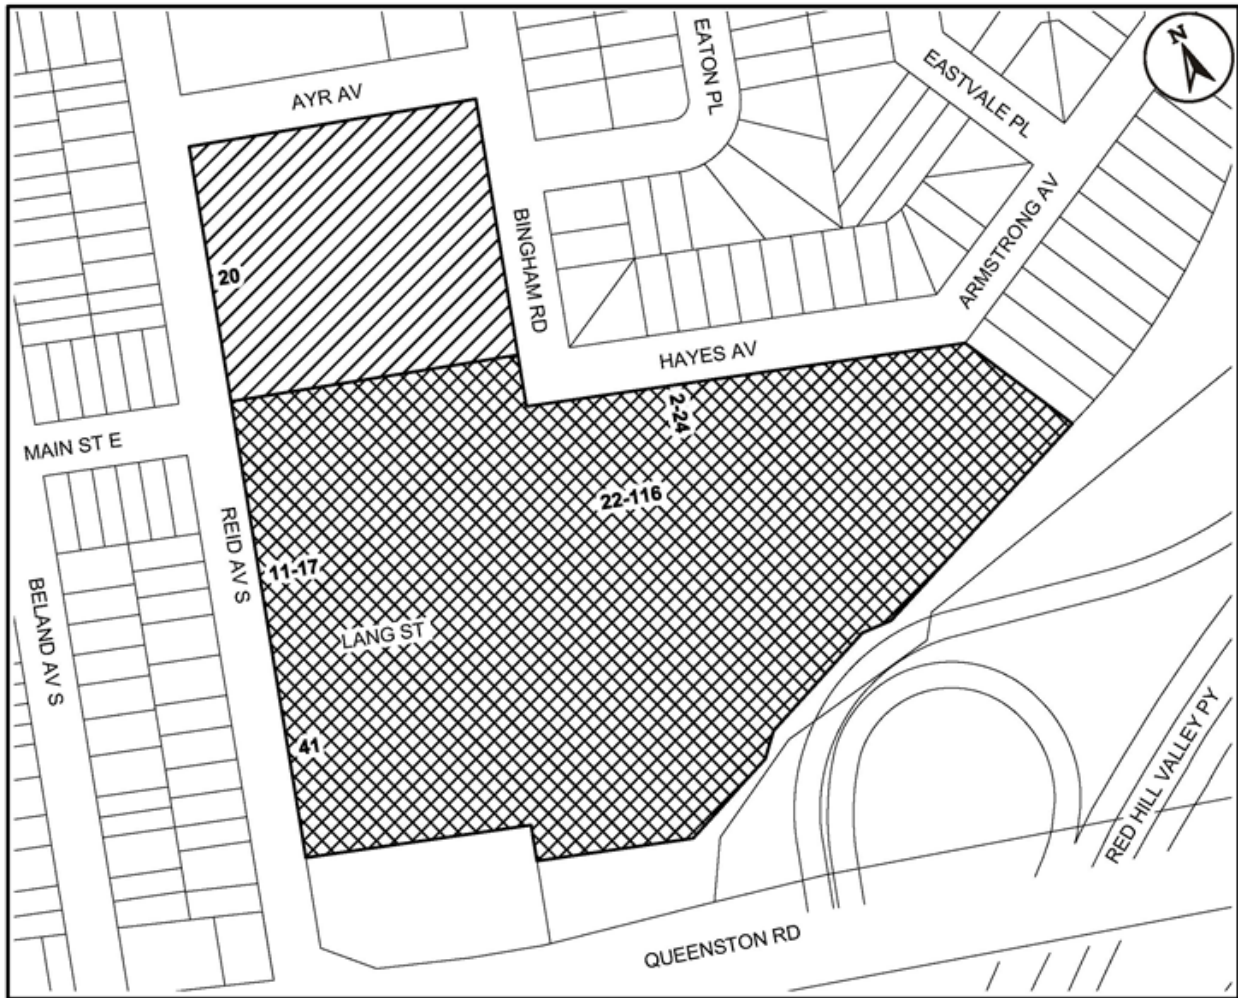 N
EATON PL
EASTVALE PL
AYR AV
ARMSTRONG AV
BINGHAM RD
20
HAYES AV
2-24
MAIN ST E
22-116
REID AV S
11-17
BELAND AV S
LANG ST
41
RED HILL VALLEY PY
QUEENSTON RD